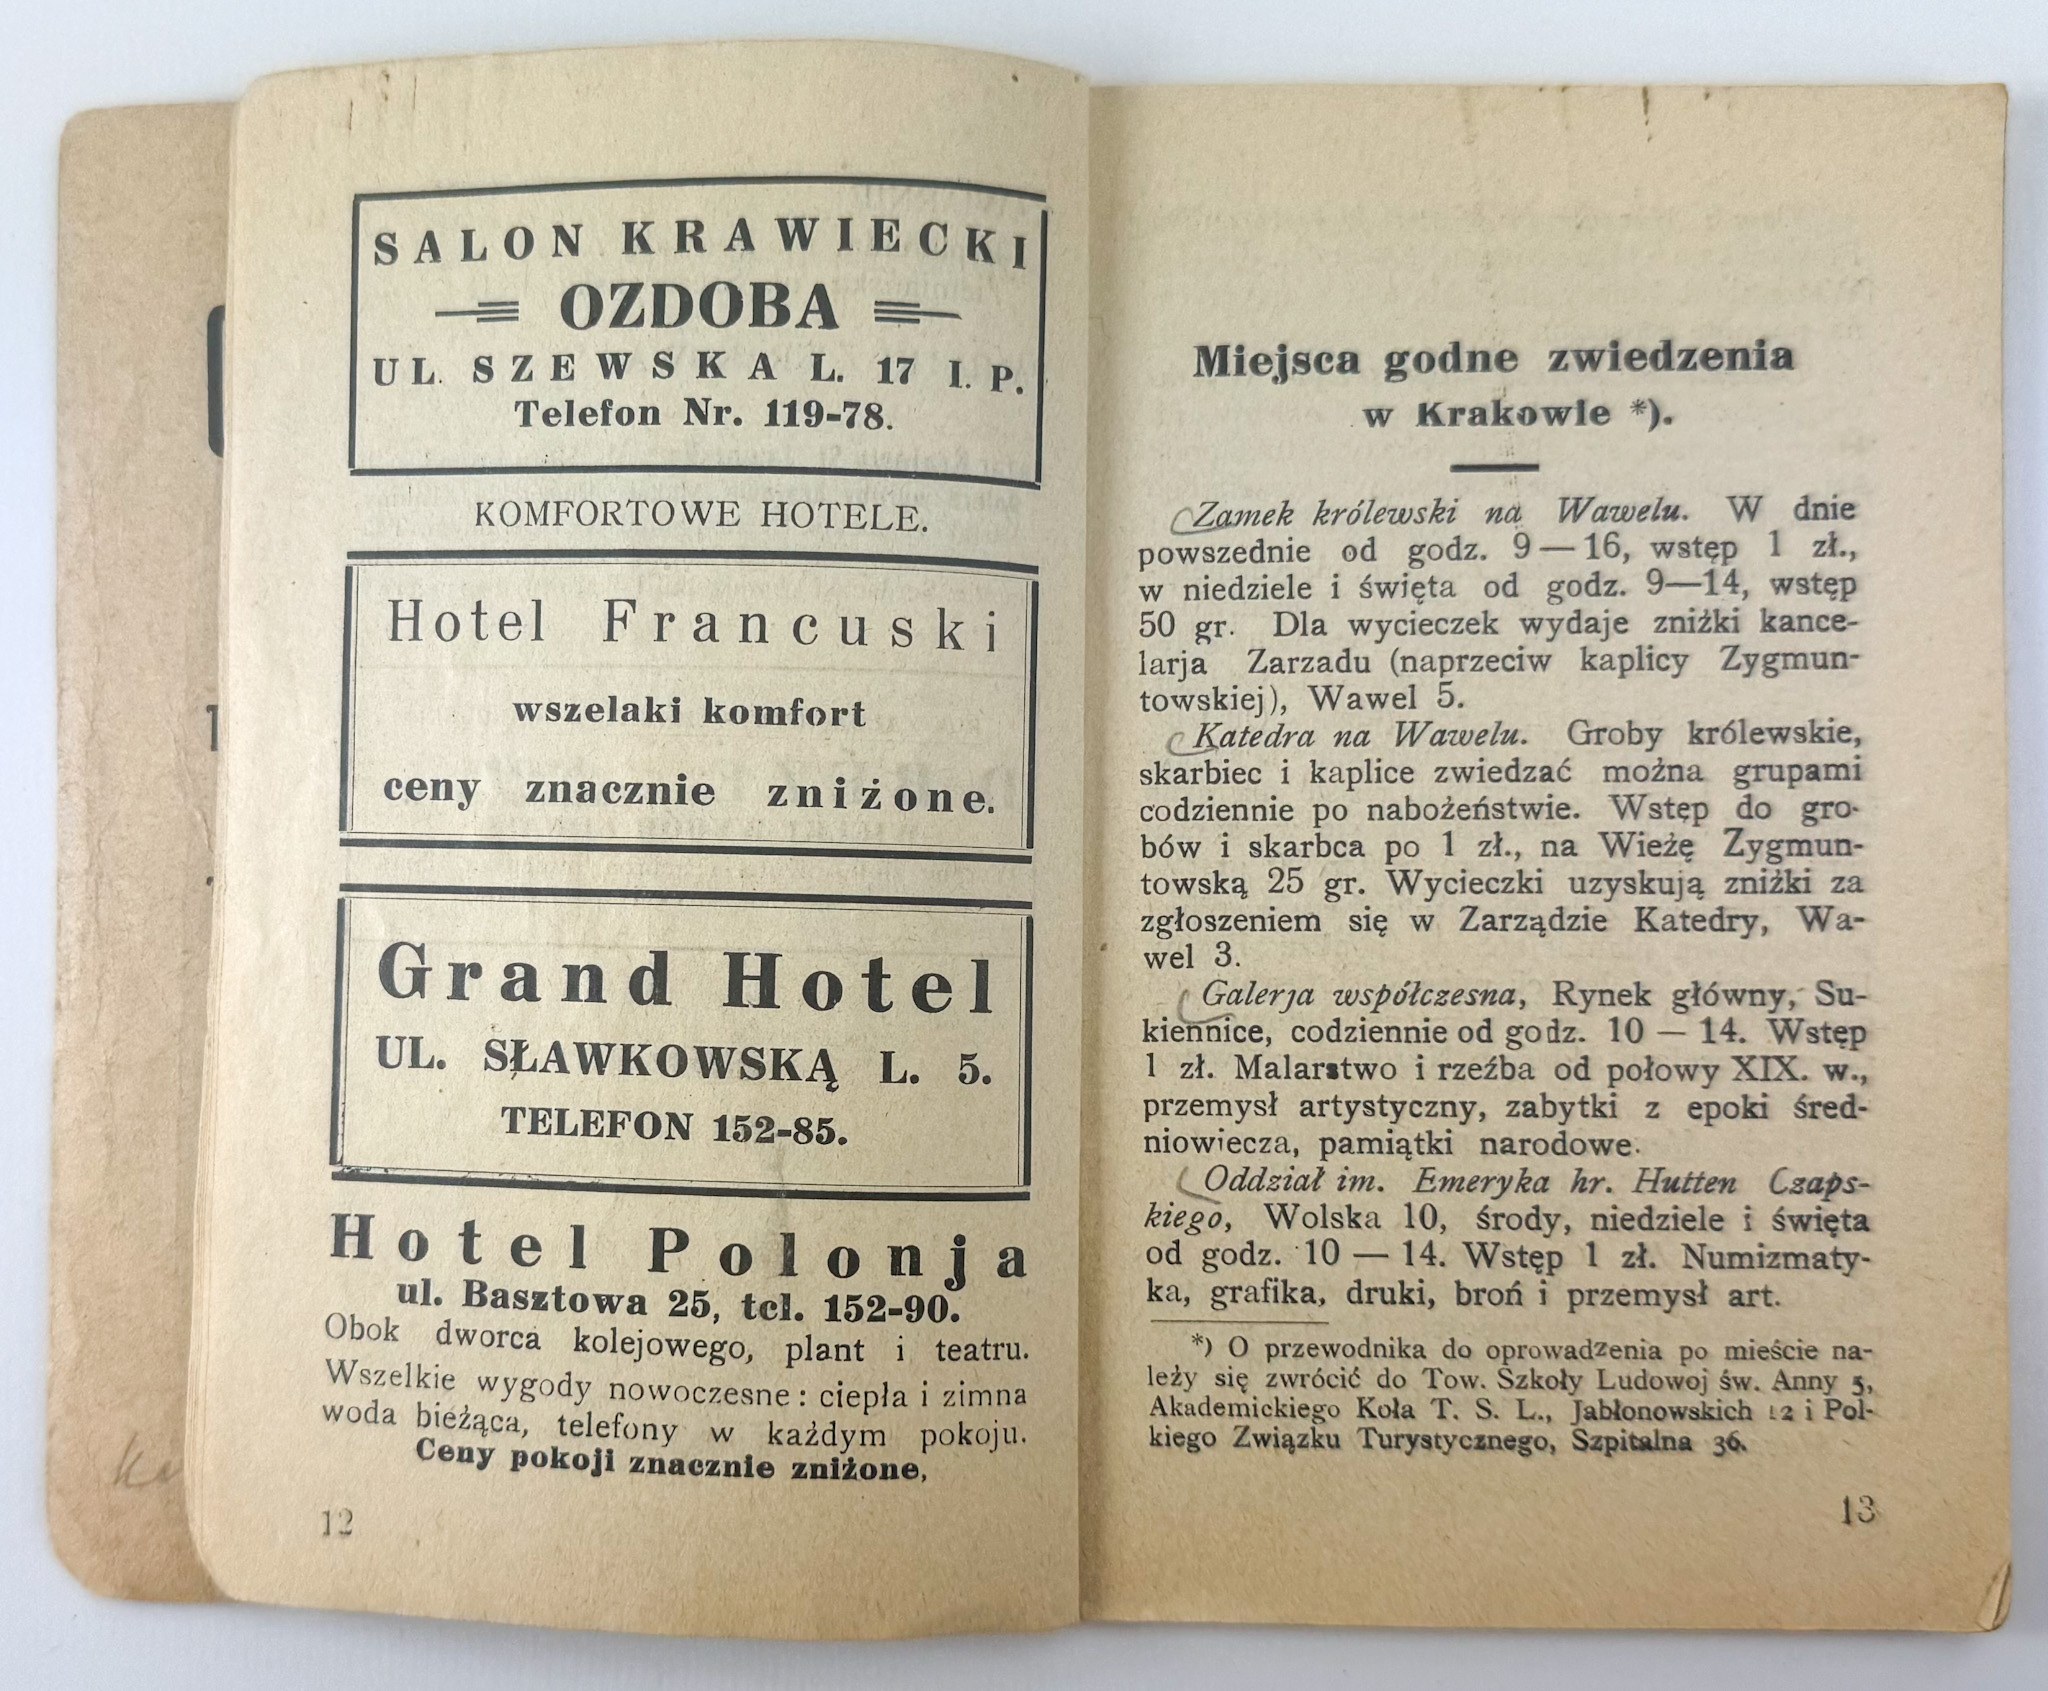 SALON KRAWIECKI
OZDOBA
UL. SZEWSKA L. 17 I. P.
Telefon Nr. 119-78.
KOMFORTOWE HOTELE.
Hotel Francuski
wszelaki komfort
ceny znacznie zniżone.
Grand Hotel
UL. SŁAWKOWSKĄ L. 5.
TELEFON 152-85.
Hotel Polonja
ul. Basztowa 25, tel. 152-90.
Obok dworca kolejowego, plant i teatru.
Wszelkie wygody nowoczesne: ciepła i zimna
woda bieżąca, telefony w każdym pokoju.
Ceny pokoji znacznie zniżone,
12
Miejsca godne zwiedzenia
w Krakowie *).
Zamek królewski na Wawelu. W dnie
powszednie od godz. 9 — 16, wstęp 1 zł.,
w niedziele i święta od godz. 9—14, wstęp
50 gr. Dla wycieczek wydaje zniżki kance-
larja Zarzadu (naprzeciw kaplicy Zygmun-
towskiej), Wawel 5.
Katedra na Wawelu. Groby królewskie,
skarbiec i kaplice zwiedzać można grupami
codziennie po nabożeństwie. Wstęp do gro-
bów i skarbca po 1 zł., na Wieżę Zygmun-
towską 25 gr. Wycieczki uzyskują zniżki za
zgłoszeniem się w Zarządzie Katedry, Wa-
wel 3.
Galerja współczesna, Rynek główny, Su-
kiennice, codziennie od godz. 10 — 14. Wstęp
1 zł. Malarstwo i rzeźba od połowy XIX. w.,
przemysł artystyczny, zabytki z epoki śred-
niowiecza, pamiątki narodowe.
Oddział im. Emeryka hr. Hutten Czaps-
kiego, Wolska 10, środy, niedziele i święta
od godz. 10 — 14. Wstęp 1 zł. Numizmaty-
ka, grafika, druki, broń i przemysł art.
*) O przewodnika do oprowadzenia po mieście na-
leży się zwrócić do Tow. Szkoły Ludowoj św. Anny 5,
Akademickiego Koła T. S. L., Jabłonowskich 12 i Pol-
kiego Związku Turystycznego, Szpitalna 36.
13